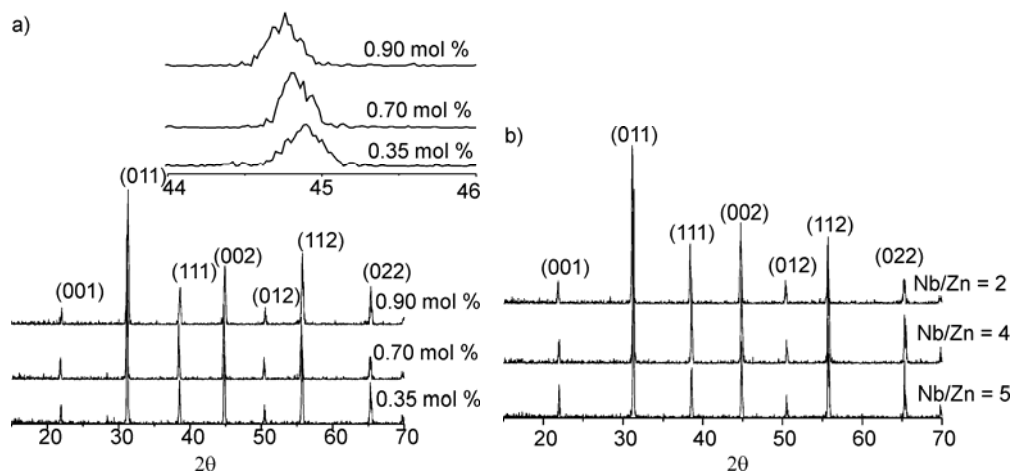 a)
0.90 mol %
0.70 mol %
0.35 mol %
44 45 46
(011)
(111)
(002)
(112)
(001)
(012)
(022)
0.90 mol %
0.70 mol %
0.35 mol %
20 30 40 50 60 70
2θ
b)
(011)
(001)
(111)
(002)
(012)
(112)
(022)
Nb/Zn = 2
Nb/Zn = 4
Nb/Zn = 5
20 30 40 50 60 70
2θ